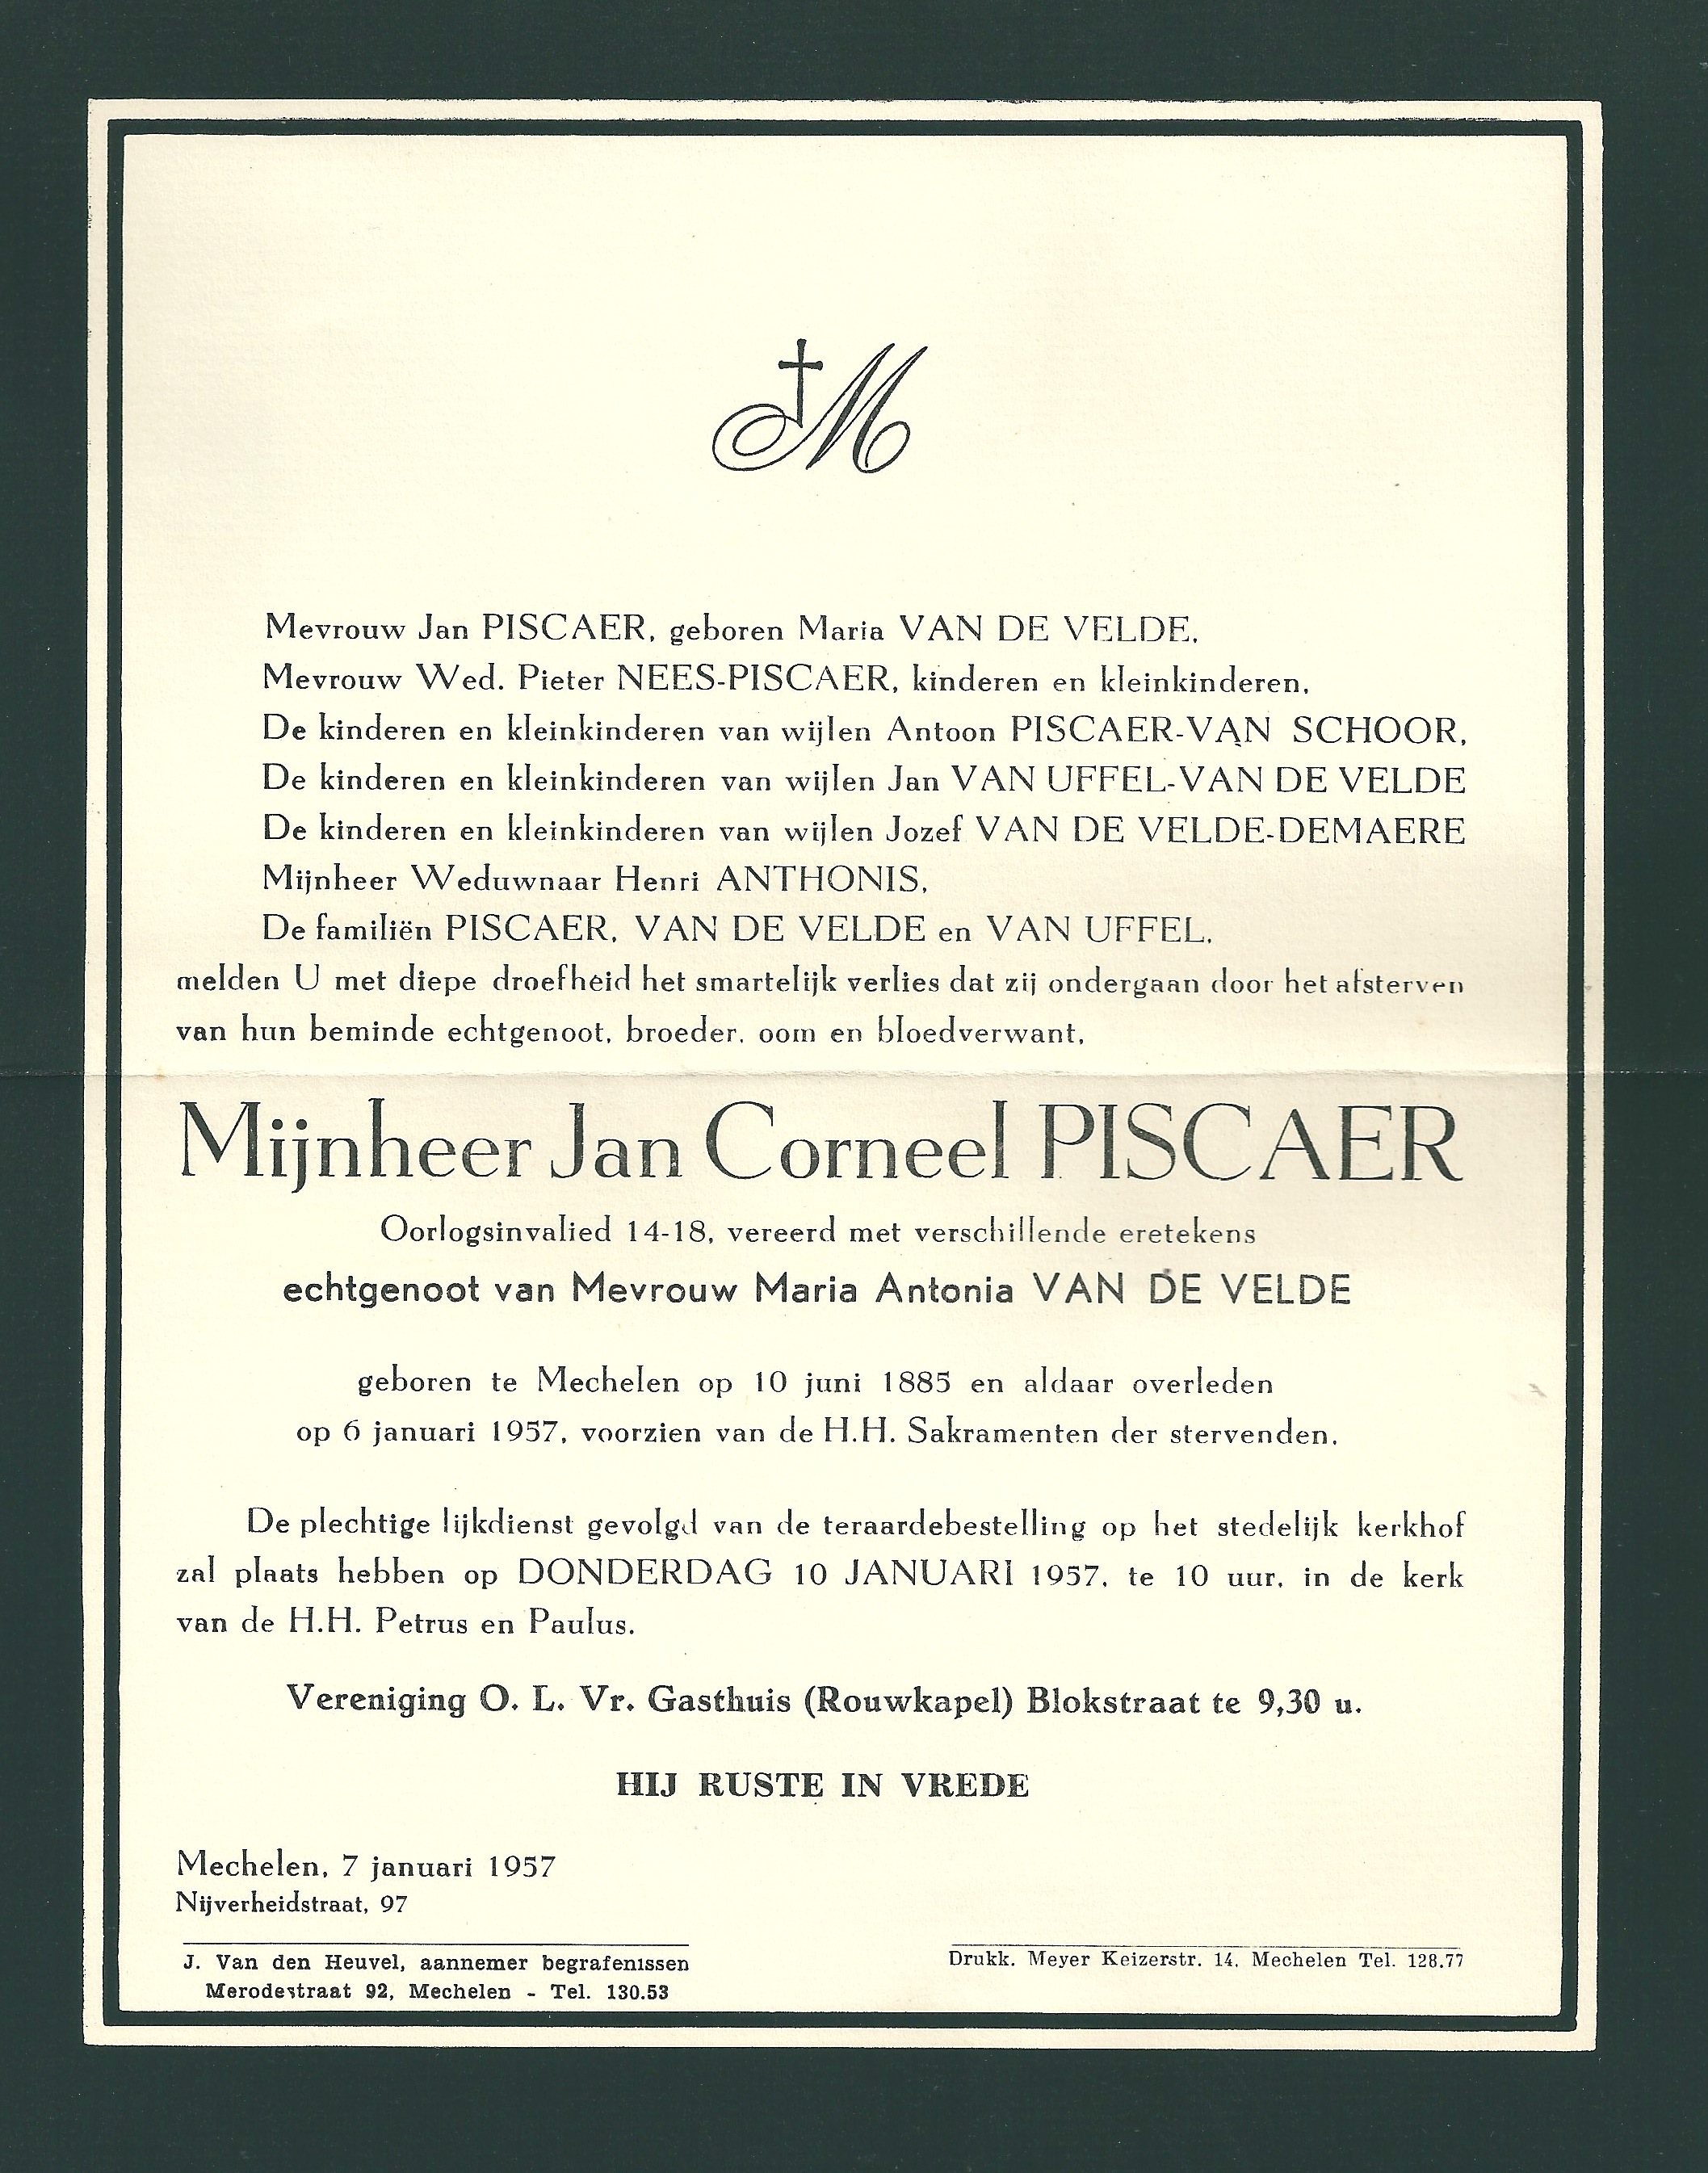 M
Mevrouw Jan PISCAER, geboren Maria VAN DE VELDE,
Mevrouw Wed. Pieter NEES-PISCAER, kinderen en kleinkinderen,
De kinderen en kleinkinderen van wijlen Antoon PISCAER-VAN SCHOOR,
De kinderen en kleinkinderen van wijlen Jan VAN UFFEL-VAN DE VELDE
De kinderen en kleinkinderen van wijlen Jozef VAN DE VELDE-DEMAERE
Mijnheer Weduwnaar Henri ANTHONIS,
De familiën PISCAER, VAN DE VELDE en VAN UFFEL,
melden U met diepe droefheid het smartelijk verlies dat zij ondergaan door het afsterven
van hun beminde echtgenoot, broeder, oom en bloedverwant,
Mijnheer Jan Corneel PISCAER
Oorlogsinvalied 14-18, vereerd met verschillende eretekens
echtgenoot van Mevrouw Maria Antonia VAN DE VELDE
geboren te Mechelen op 10 juni 1885 en aldaar overleden
op 6 januari 1957, voorzien van de H.H. Sakramenten der stervenden.
De plechtige lijkdienst gevolgd van de teraardebestelling op het stedelijk kerkhof
zal plaats hebben op DONDERDAG 10 JANUARI 1957, te 10 uur, in de kerk
van de H.H. Petrus en Paulus.
Vereniging O. L. Vr. Gasthuis (Rouwkapel) Blokstraat te 9,30 u.
HIJ RUSTE IN VREDE
Mechelen, 7 januari 1957
Nijverheidstraat, 97
J. Van den Heuvel, aannemer begrafenissen
Merodestraat 92, Mechelen - Tel. 130.53
Drukk. Meyer Keizerstr. 14, Mechelen Tel. 128.77